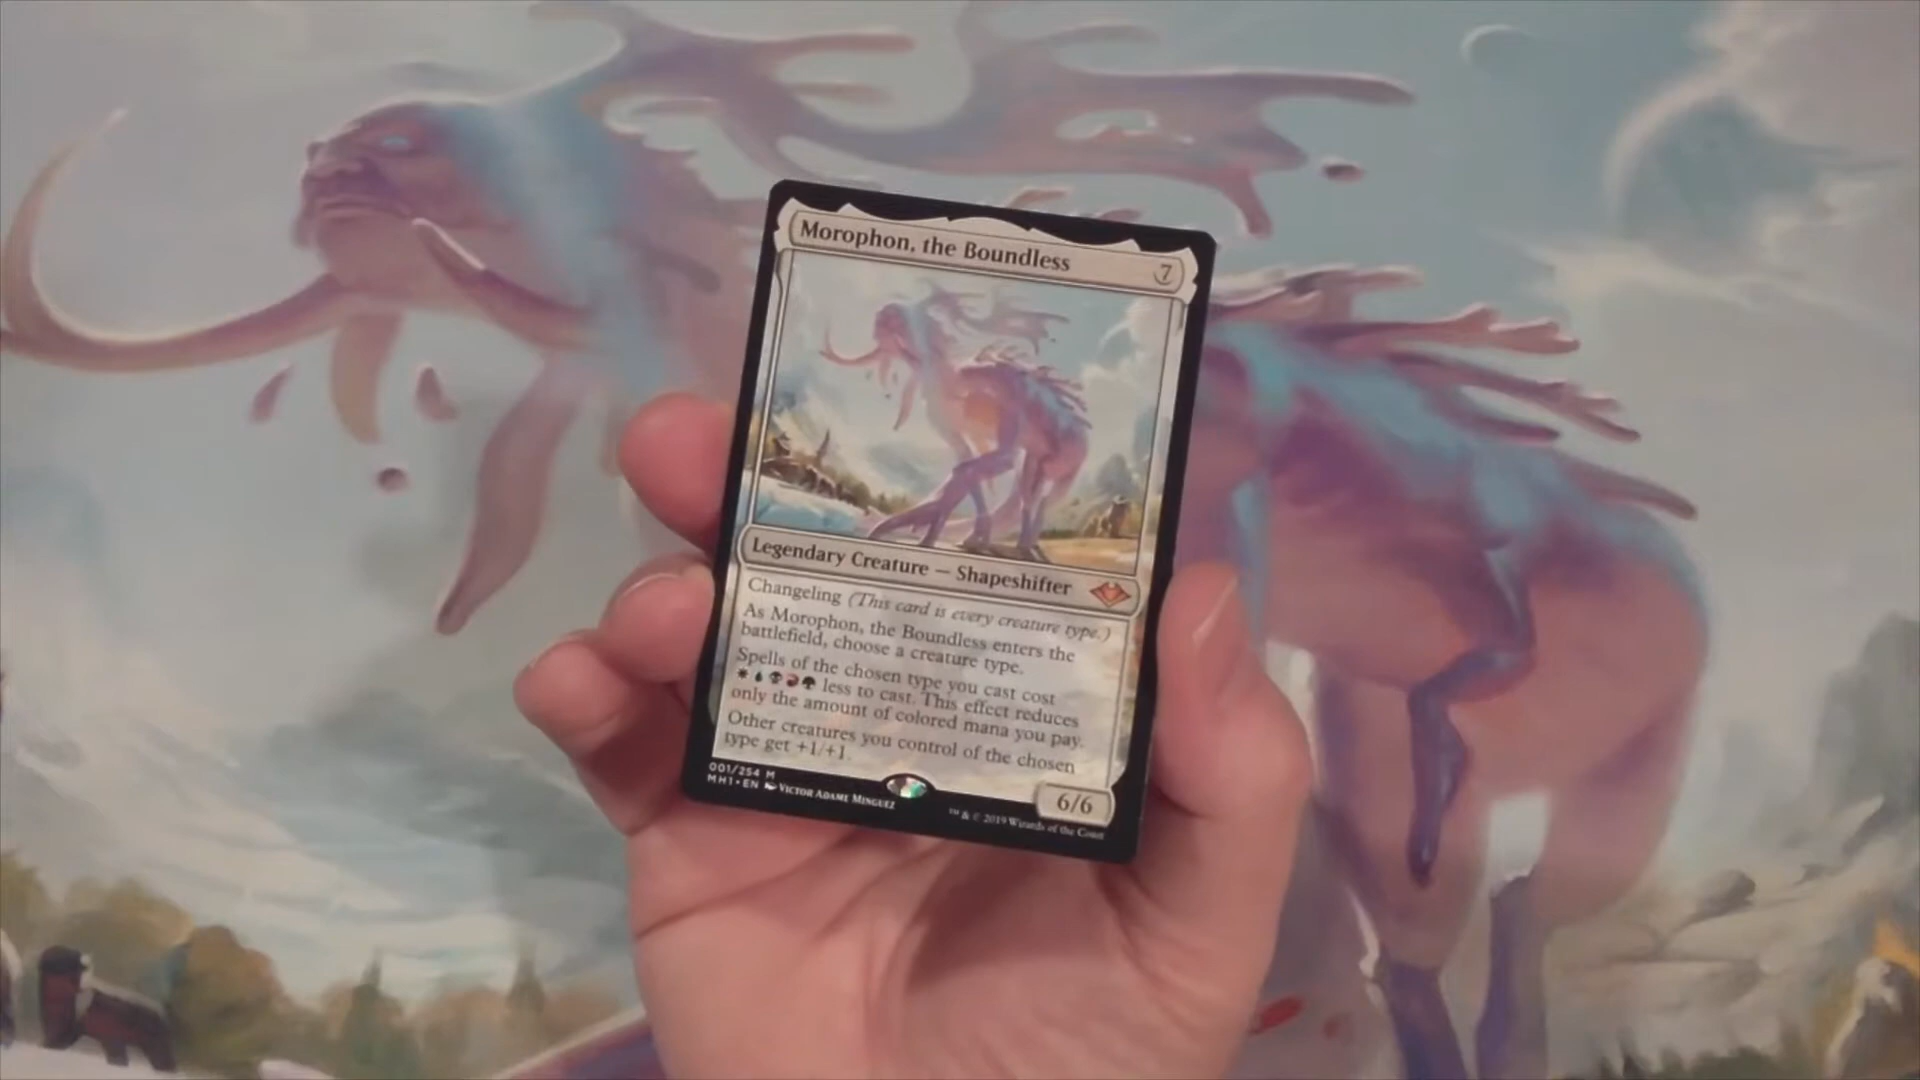 Morophon, the Boundless 7
Legendary Creature — Shapeshifter
Changeling (This card is every creature type.)
As Morophon, the Boundless enters the
battlefield, choose a creature type.
Spells of the chosen type you cast cost
less to cast. This effect reduces
only the amount of colored mana you pay.
Other creatures you control of the chosen
type get +1/+1.
6/6
001/254 M
MH1 • EN Victor Adame Minguez
™ & © 2019 Wizards of the Coast